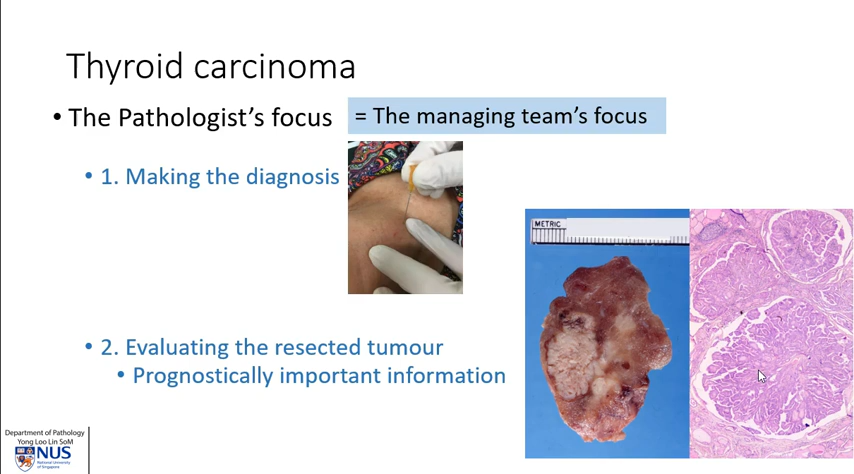 Thyroid carcinoma
• The Pathologist's focus
= The managing team's focus
• 1. Making the diagnosis
METRIC
• 2. Evaluating the resected tumour
• Prognostically important information
Department of Pathology
Yong Loo Lin SoM
NUS
National University
of Singapore